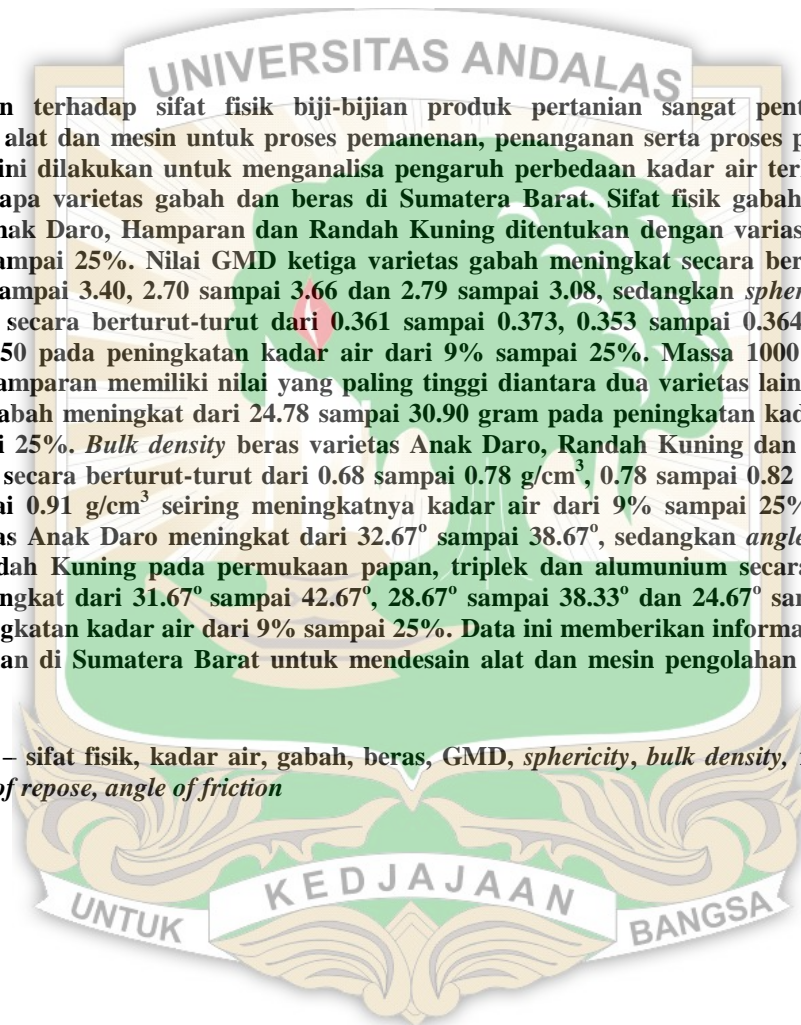 UNIVERSITAS ANDALAS
n terhadap sifat fisik biji-bijian produk pertanian sangat pent
alat dan mesin untuk proses pemanenan, penanganan serta proses p
ini dilakukan untuk menganalisa pengaruh perbedaan kadar air ter
apa varietas gabah dan beras di Sumatera Barat. Sifat fisik gabah
nak Daro, Hamparan dan Randah Kuning ditentukan dengan varias
ampai 25%. Nilai GMD ketiga varietas gabah meningkat secara ber
ampai 3.40, 2.70 sampai 3.66 dan 2.79 sampai 3.08, sedangkan spher
secara berturut-turut dari 0.361 sampai 0.373, 0.353 sampai 0.364
50 pada peningkatan kadar air dari 9% sampai 25%. Massa 1000
amparan memiliki nilai yang paling tinggi diantara dua varietas lain
abah meningkat dari 24.78 sampai 30.90 gram pada peningkatan kad
i 25%. Bulk density beras varietas Anak Daro, Randah Kuning dan
secara berturut-turut dari 0.68 sampai 0.78 g/cm³, 0.78 sampai 0.82
ai 0.91 g/cm³ seiring meningkatnya kadar air dari 9% sampai 25%
as Anak Daro meningkat dari 32.67° sampai 38.67°, sedangkan angle
dah Kuning pada permukaan papan, triplek dan alumunium secara
ngkat dari 31.67° sampai 42.67°, 28.67° sampai 38.33° dan 24.67° sam
gkatan kadar air dari 9% sampai 25%. Data ini memberikan informa
an di Sumatera Barat untuk mendesain alat dan mesin pengolahan
– sifat fisik, kadar air, gabah, beras, GMD, sphericity, bulk density,
of repose, angle of friction
UNTUK KEDJAJAAN BANGSA